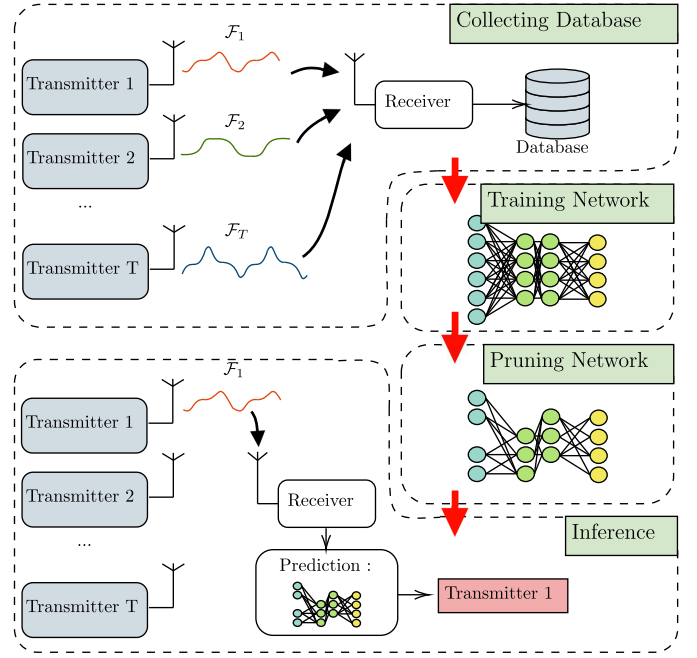 Collecting Database
Transmitter 1
F1
Receiver
Database
Transmitter 2
F2
...
Transmitter T
FT
Training Network
Pruning Network
F1
Transmitter 1
Transmitter 2
Receiver
...
Inference
Prediction :
Transmitter T
Transmitter 1